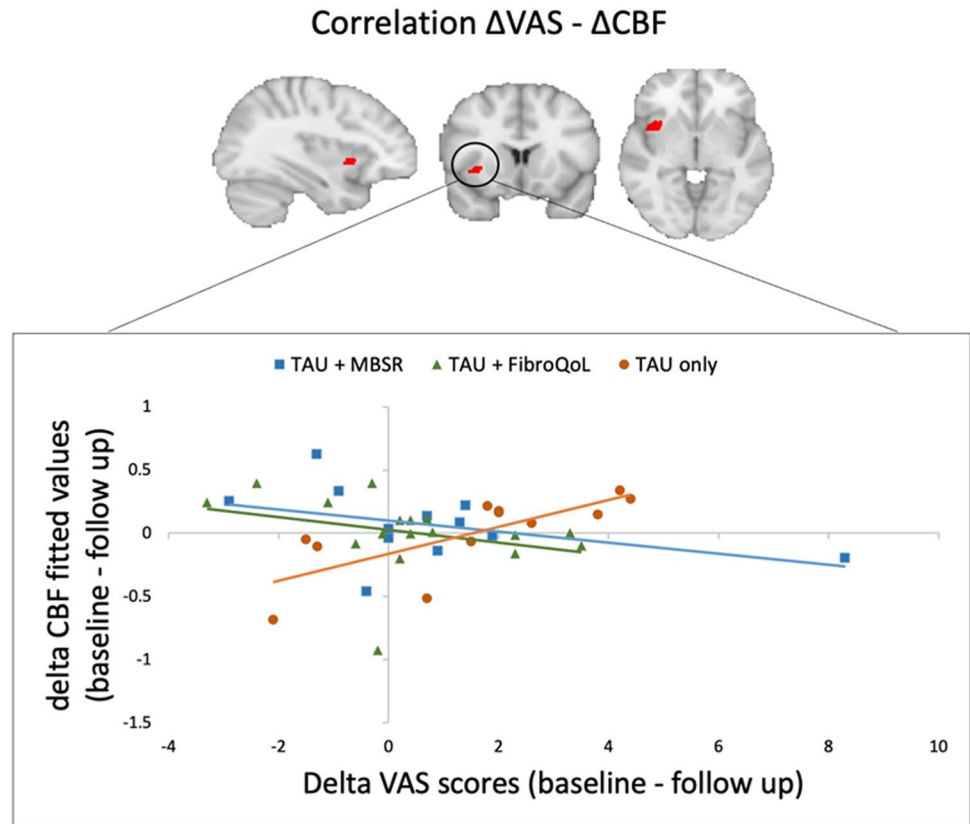 Correlation ΔVAS - ΔCBF
TAU + MBSR TAU + FibroQoL TAU only
delta CBF fitted values
(baseline - follow up)
1
0.5
0
-0.5
-1
-1.5
-4 -2 0 2 4 6 8 10
Delta VAS scores (baseline - follow up)